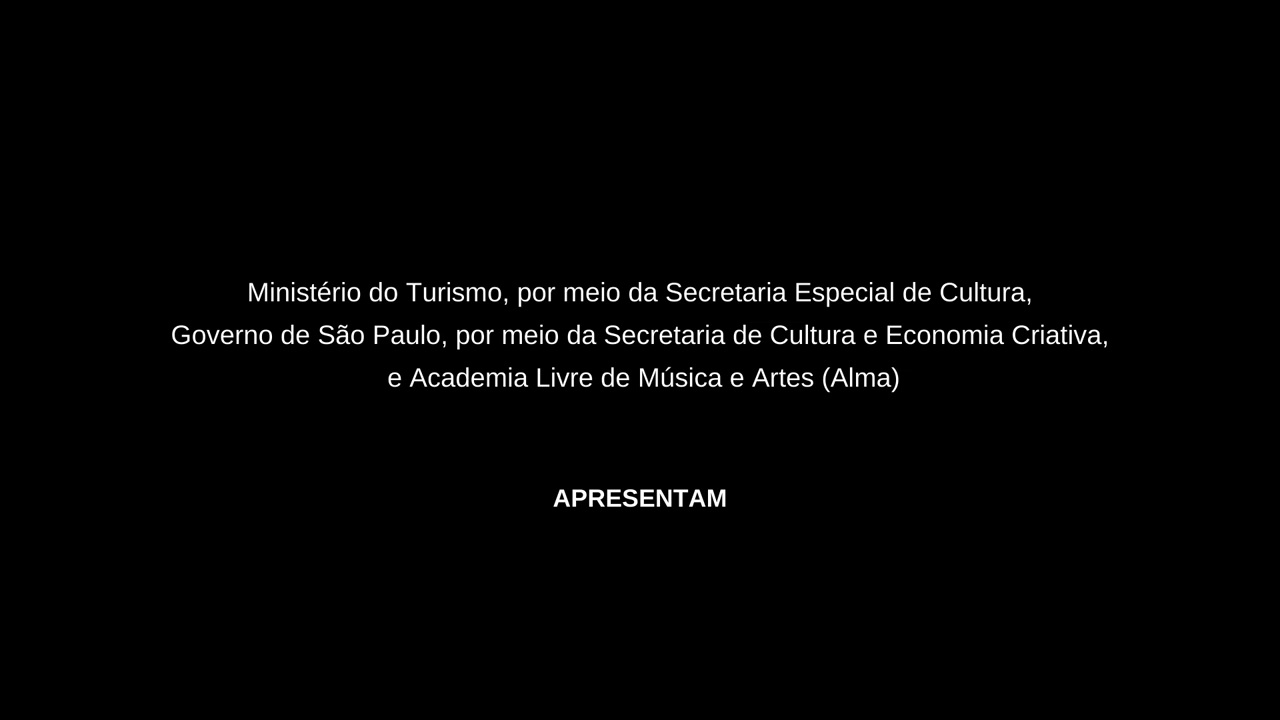 Ministério do Turismo, por meio da Secretaria Especial de Cultura,
Governo de São Paulo, por meio da Secretaria de Cultura e Economia Criativa,
e Academia Livre de Música e Artes (Alma)
APRESENTAM